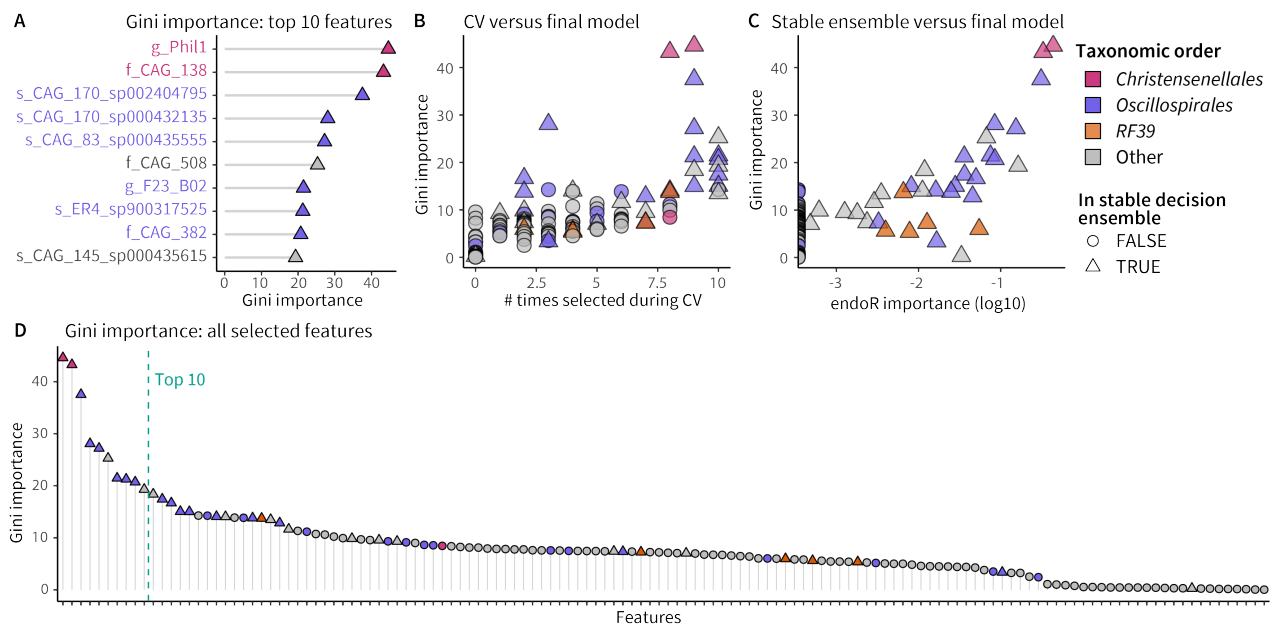 A
Gini importance: top 10 features
g_Phil1
f_CAG_138
s_CAG_170_sp002404795
s_CAG_170_sp000432135
s_CAG_83_sp000435555
f_CAG_508
g_F23_B02
s_ER4_sp900317525
f_CAG_382
s_CAG_145_sp000435615
0 10 20 30 40
Gini importance
B
CV versus final model
Gini importance
40
30
20
10
0
0 2.5 5 7.5 10
# times selected during CV
C
Stable ensemble versus final model
Gini importance
40
30
20
10
0
-3 -2 -1
endoR importance (log10)
Taxonomic order
Christensenellales
Oscillospirales
RF39
Other
In stable decision
ensemble
FALSE
TRUE
D
Gini importance: all selected features
Top 10
Gini importance
40
30
20
10
0
Features